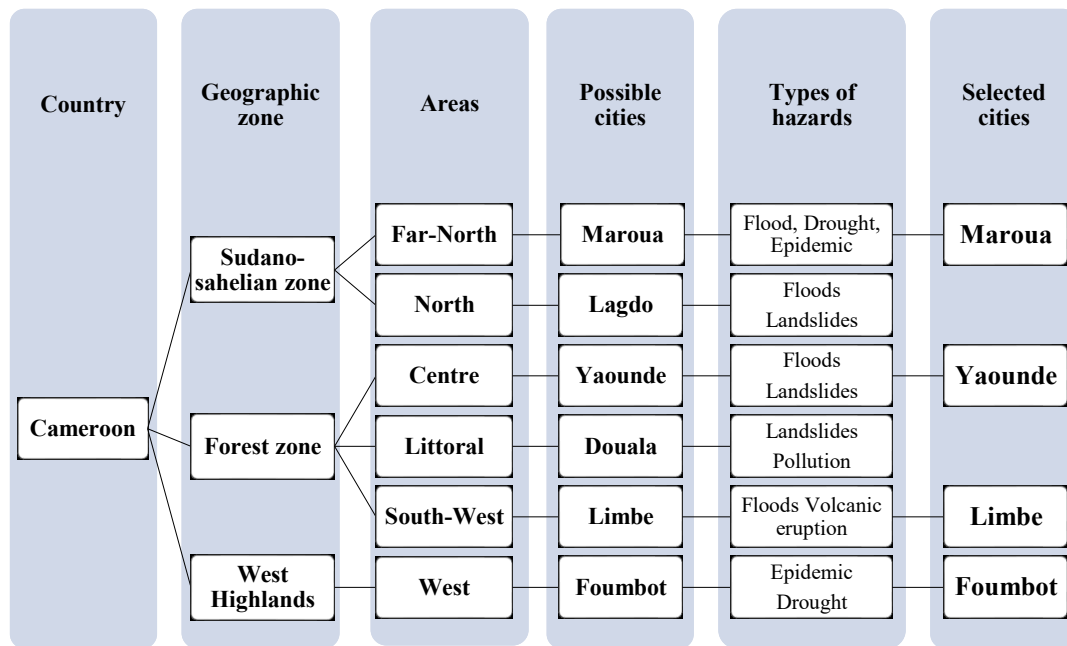 Country
Geographic
zone
Areas
Possible
cities
Types of
hazards
Selected
cities
Cameroon
Sudano-
sahelian zone
Far-North
Maroua
Flood, Drought,
Epidemic
Maroua
North
Lagdo
Floods
Landslides
Forest zone
Centre
Yaounde
Floods
Landslides
Yaounde
Littoral
Douala
Landslides
Pollution
South-West
Limbe
Floods Volcanic
eruption
Limbe
West
Highlands
West
Foumbot
Epidemic
Drought
Foumbot